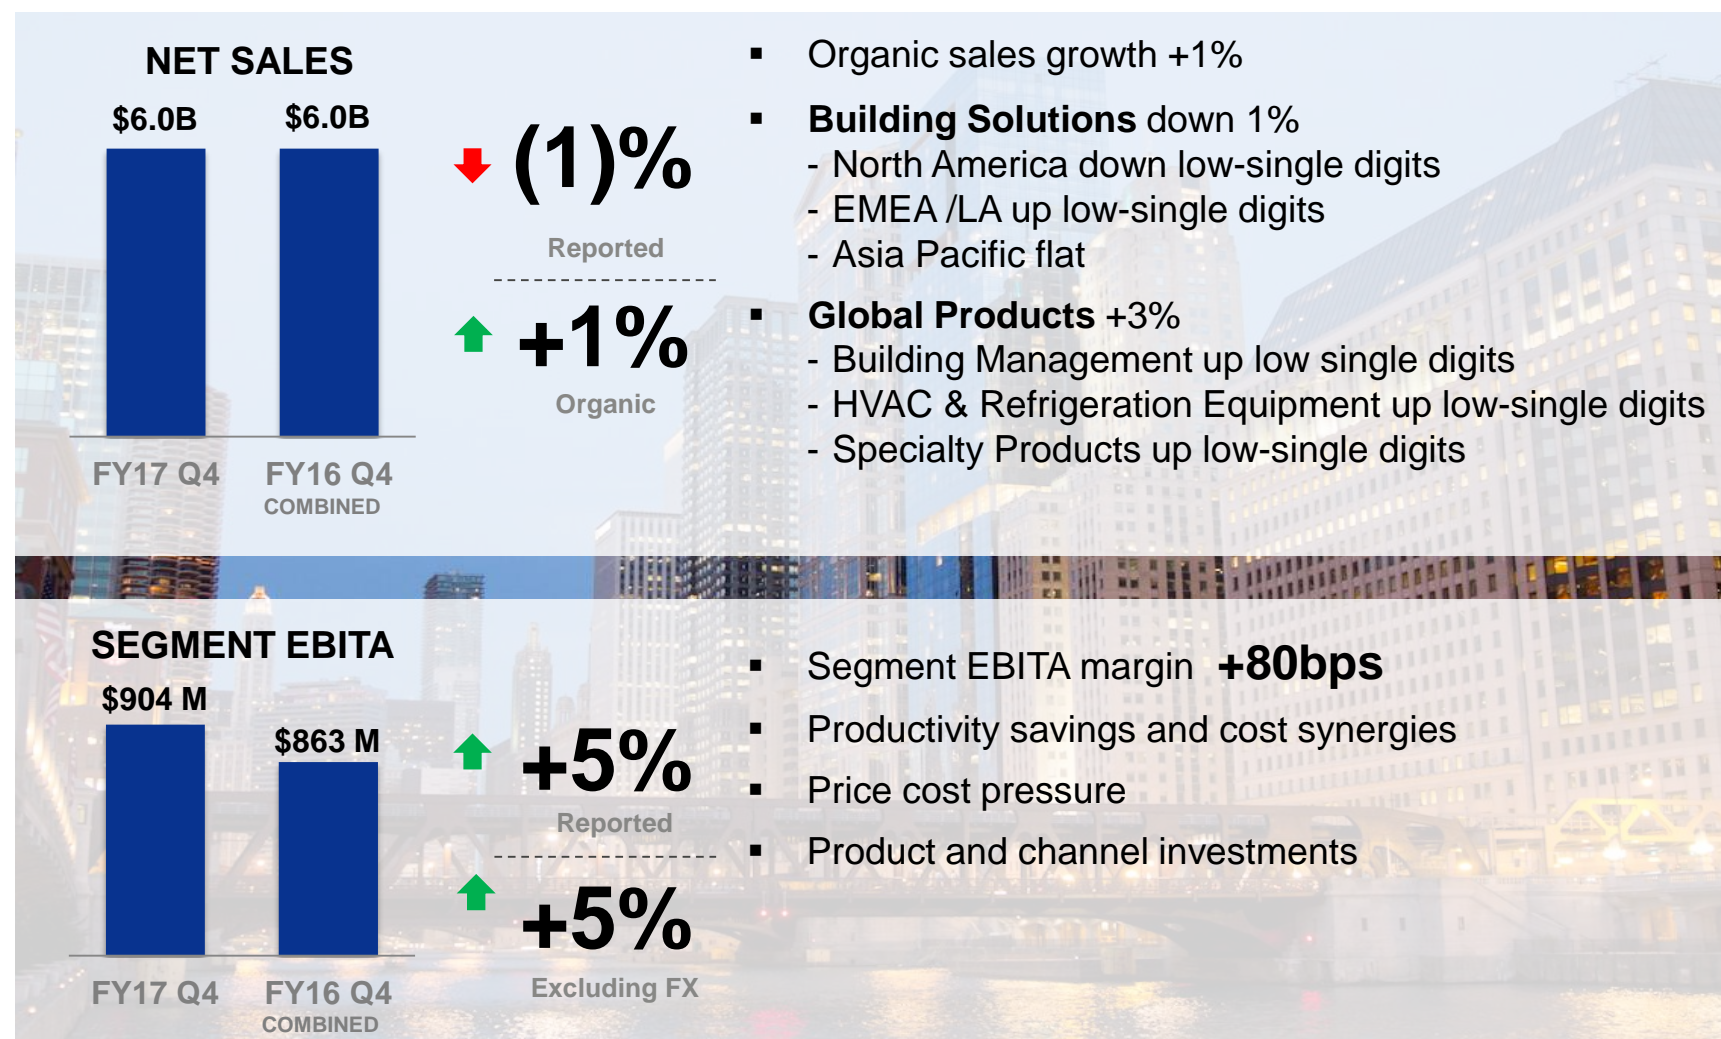 NET SALES
$6.0B
$6.0B
FY17 Q4
FY16 Q4
COMBINED
(1)%
Reported
+1%
Organic
▪ Organic sales growth +1%
▪ Building Solutions down 1%
- North America down low-single digits
- EMEA /LA up low-single digits
- Asia Pacific flat
▪ Global Products +3%
- Building Management up low single digits
- HVAC & Refrigeration Equipment up low-single digits
- Specialty Products up low-single digits
SEGMENT EBITA
$904 M
$863 M
FY17 Q4
FY16 Q4
COMBINED
+5%
Reported
+5%
Excluding FX
▪ Segment EBITA margin +80bps
▪ Productivity savings and cost synergies
▪ Price cost pressure
▪ Product and channel investments